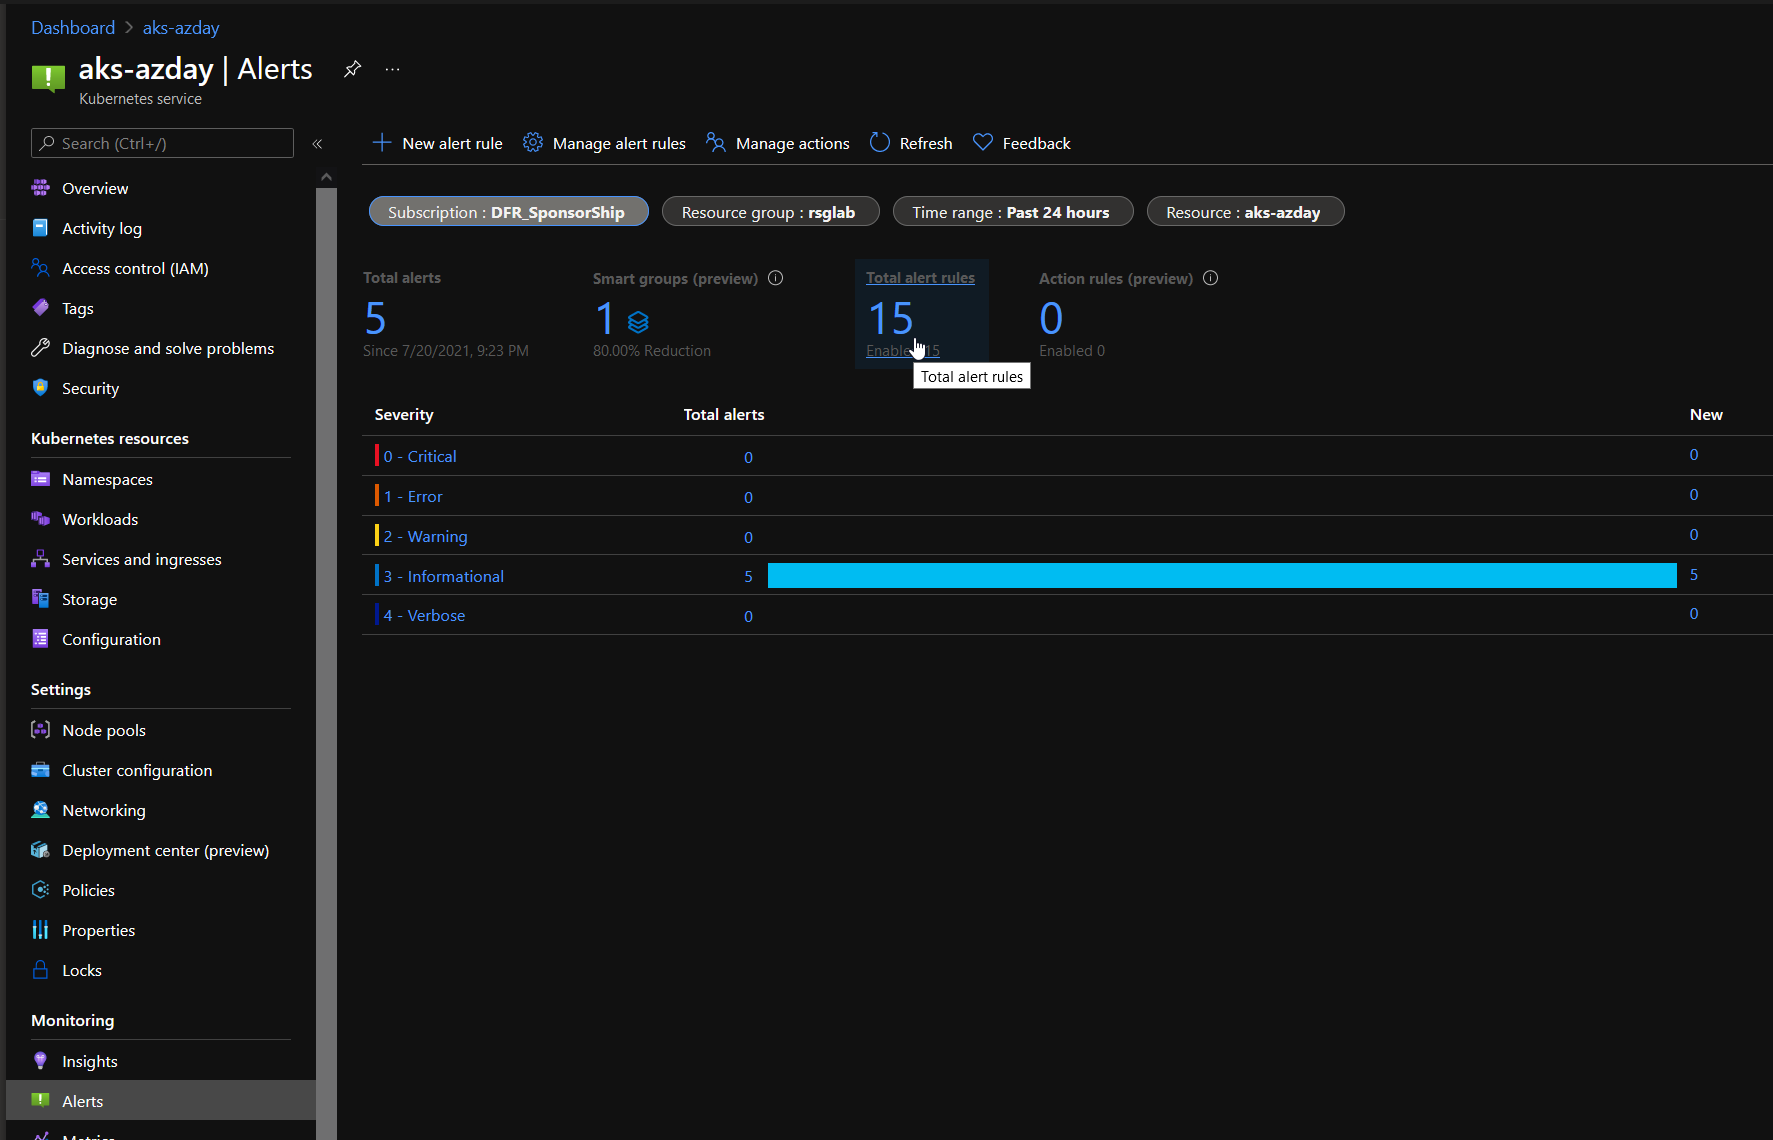 Dashboard > aks-azday
aks-azday | Alerts
Kubernetes service
Search (Ctrl+/)
Overview
Activity log
Access control (IAM)
Tags
Diagnose and solve problems
Security
Kubernetes resources
Namespaces
Workloads
Services and ingresses
Storage
Configuration
Settings
Node pools
Cluster configuration
Networking
Deployment center (preview)
Policies
Properties
Locks
Monitoring
Insights
Alerts
New alert rule Manage alert rules Manage actions Refresh Feedback
Subscription : DFR_SponsorShip Resource group : rsglab Time range : Past 24 hours Resource : aks-azday
Total alerts
5
Since 7/20/2021, 9:23 PM
Smart groups (preview)
1
80.00% Reduction
Total alert rules
15
15
Total alert rules
Action rules (preview)
0
Enabled 0
Severity Total alerts New
0 - Critical 0 0
1 - Error 0 0
2 - Warning 0 0
3 - Informational 5 5
4 - Verbose 0 0